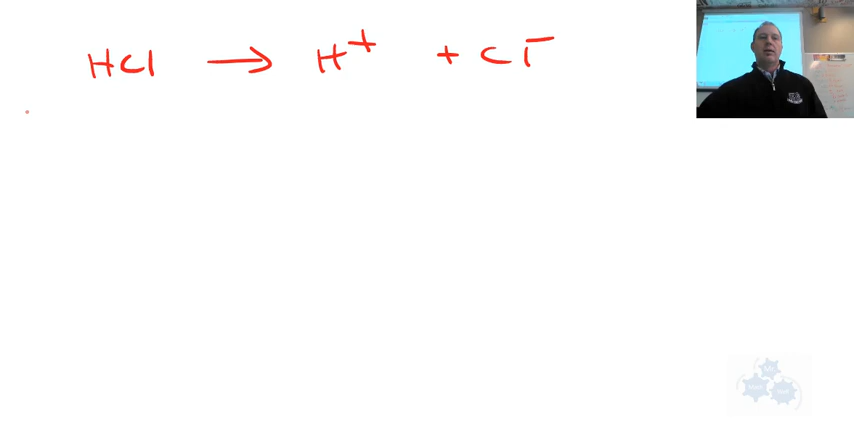 HCl → H⁺ + Cl⁻